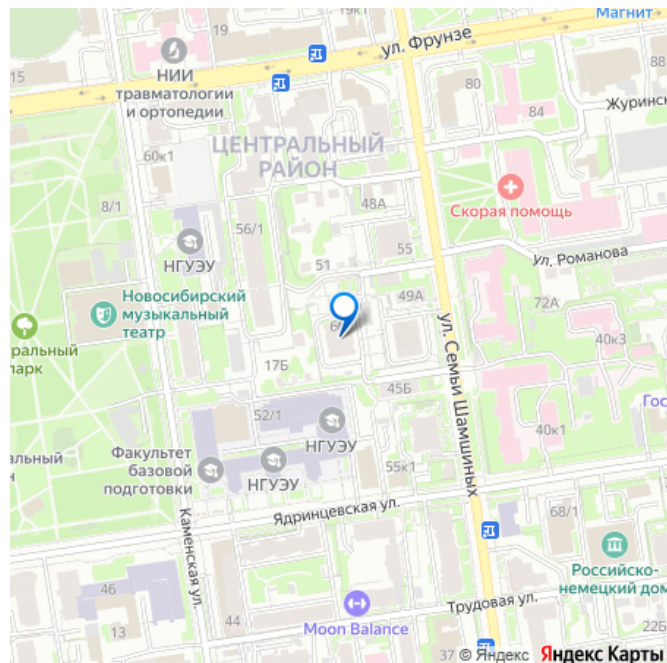 Магнит
ул. Фрунзе
15
НИИ
травматологии
и ортопедии
80
Журинск
84
60к1
ЦЕНТРАЛЬНЫЙ
РАЙОН
48А
Скорая помощь
8/1
56/1
55
НГУЭУ
51
ул. Романова
Новосибирский
музыкальный
театр
49А
72А
тральный
парк
40к3
17Б
45Б
ул. Семьи Шамшиных
Гос
52/1
НГУЭУ
40к1
Факультет
базовой
подготовки
НГУЭУ
55к1
альный
н
Ядринцевская ул.
68/1
Каменская ул.
Российско-
немецкий дом
46
44
Трудовая ул.
13
Moon Balance
22Б
37
© Яндекс Яндекс Карты